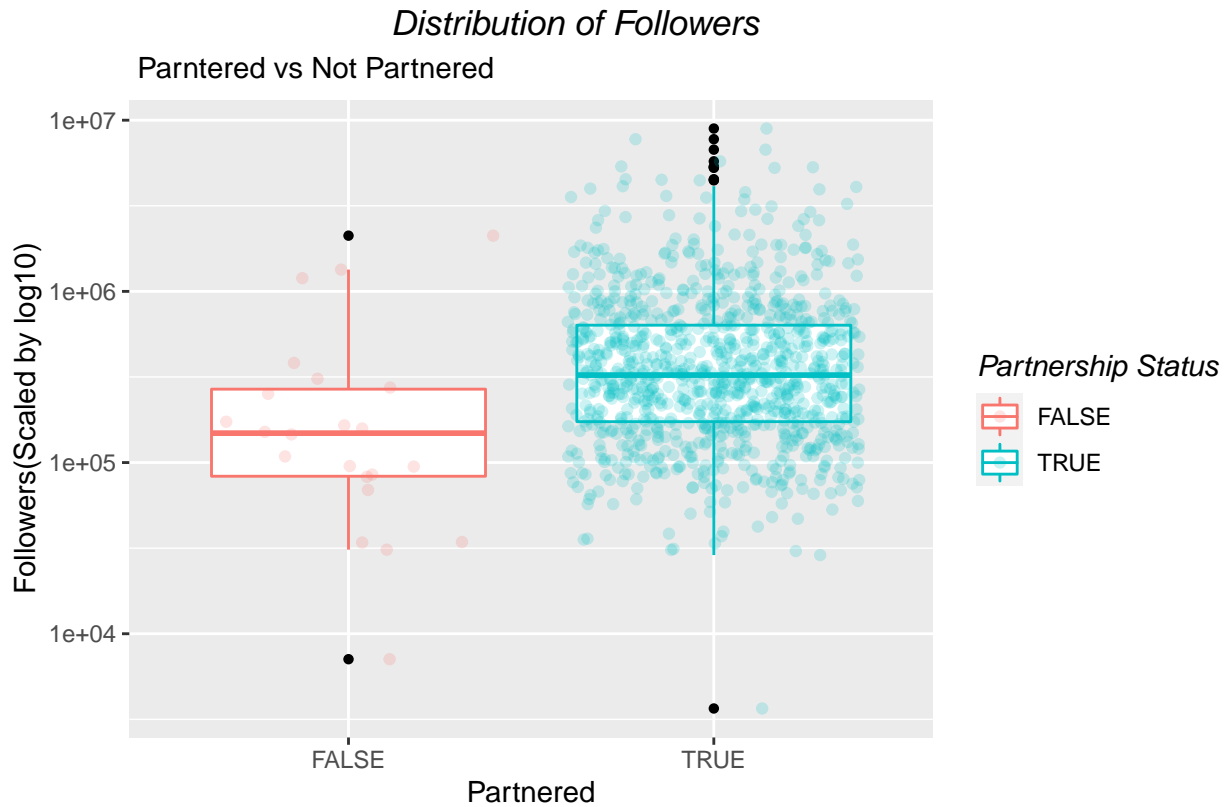 Distribution of Followers
Parntered vs Not Partnered
Followers(Scaled by log10)
1e+07
1e+06
1e+05
1e+04
FALSE
TRUE
Partnered
Partnership Status
FALSE
TRUE